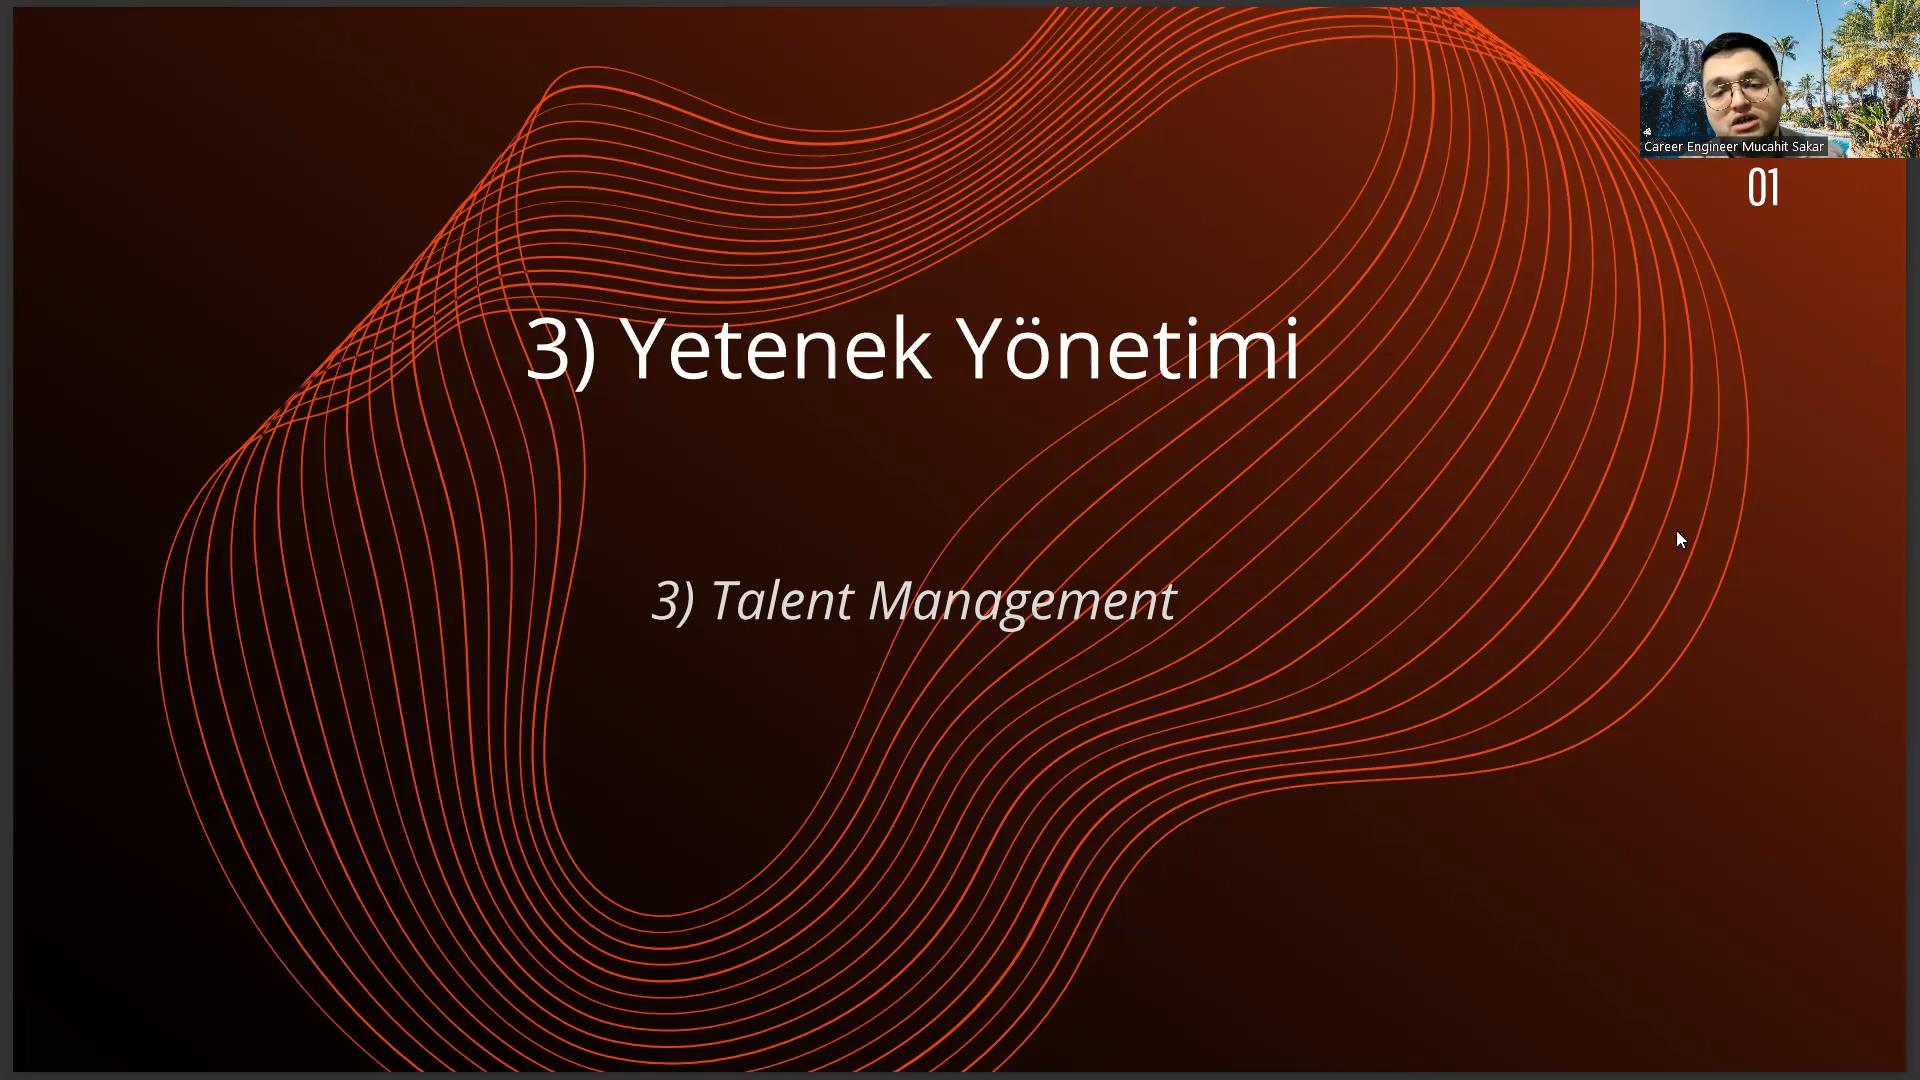 Career Engineer Mucahit Sakar
01
3) Yetenek Yönetimi
3) Talent Management